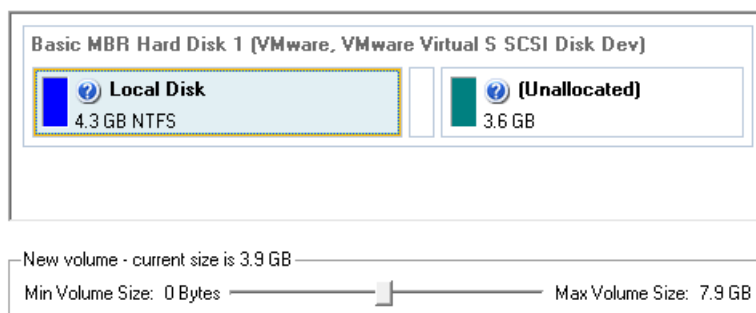 Basic MBR Hard Disk 1 (VMware, VMware Virtual S SCSI Disk Dev)
Local Disk
4.3 GB NTFS
(Unallocated)
3.6 GB
New volume - current size is 3.9 GB
Min Volume Size: 0 Bytes Max Volume Size: 7.9 GB